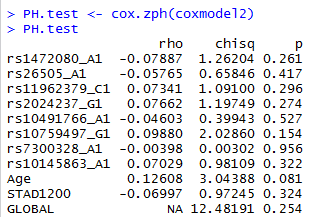 > PH.test <- cox.zph(coxmodel2)
> PH.test
rho chisq p
rs1472080_A1 -0.07887 1.26204 0.261
rs26505_A1 -0.05765 0.65846 0.417
rs11962379_C1 0.07341 1.09100 0.296
rs2024237_G1 0.07662 1.19749 0.274
rs10491766_A1 -0.04603 0.39943 0.527
rs10759497_G1 0.09880 2.02860 0.154
rs7300328_A1 -0.00398 0.00302 0.956
rs10145863_A1 0.07029 0.98109 0.322
Age 0.12608 3.04388 0.081
STAD1200 -0.06997 0.97245 0.324
GLOBAL NA 12.48191 0.254